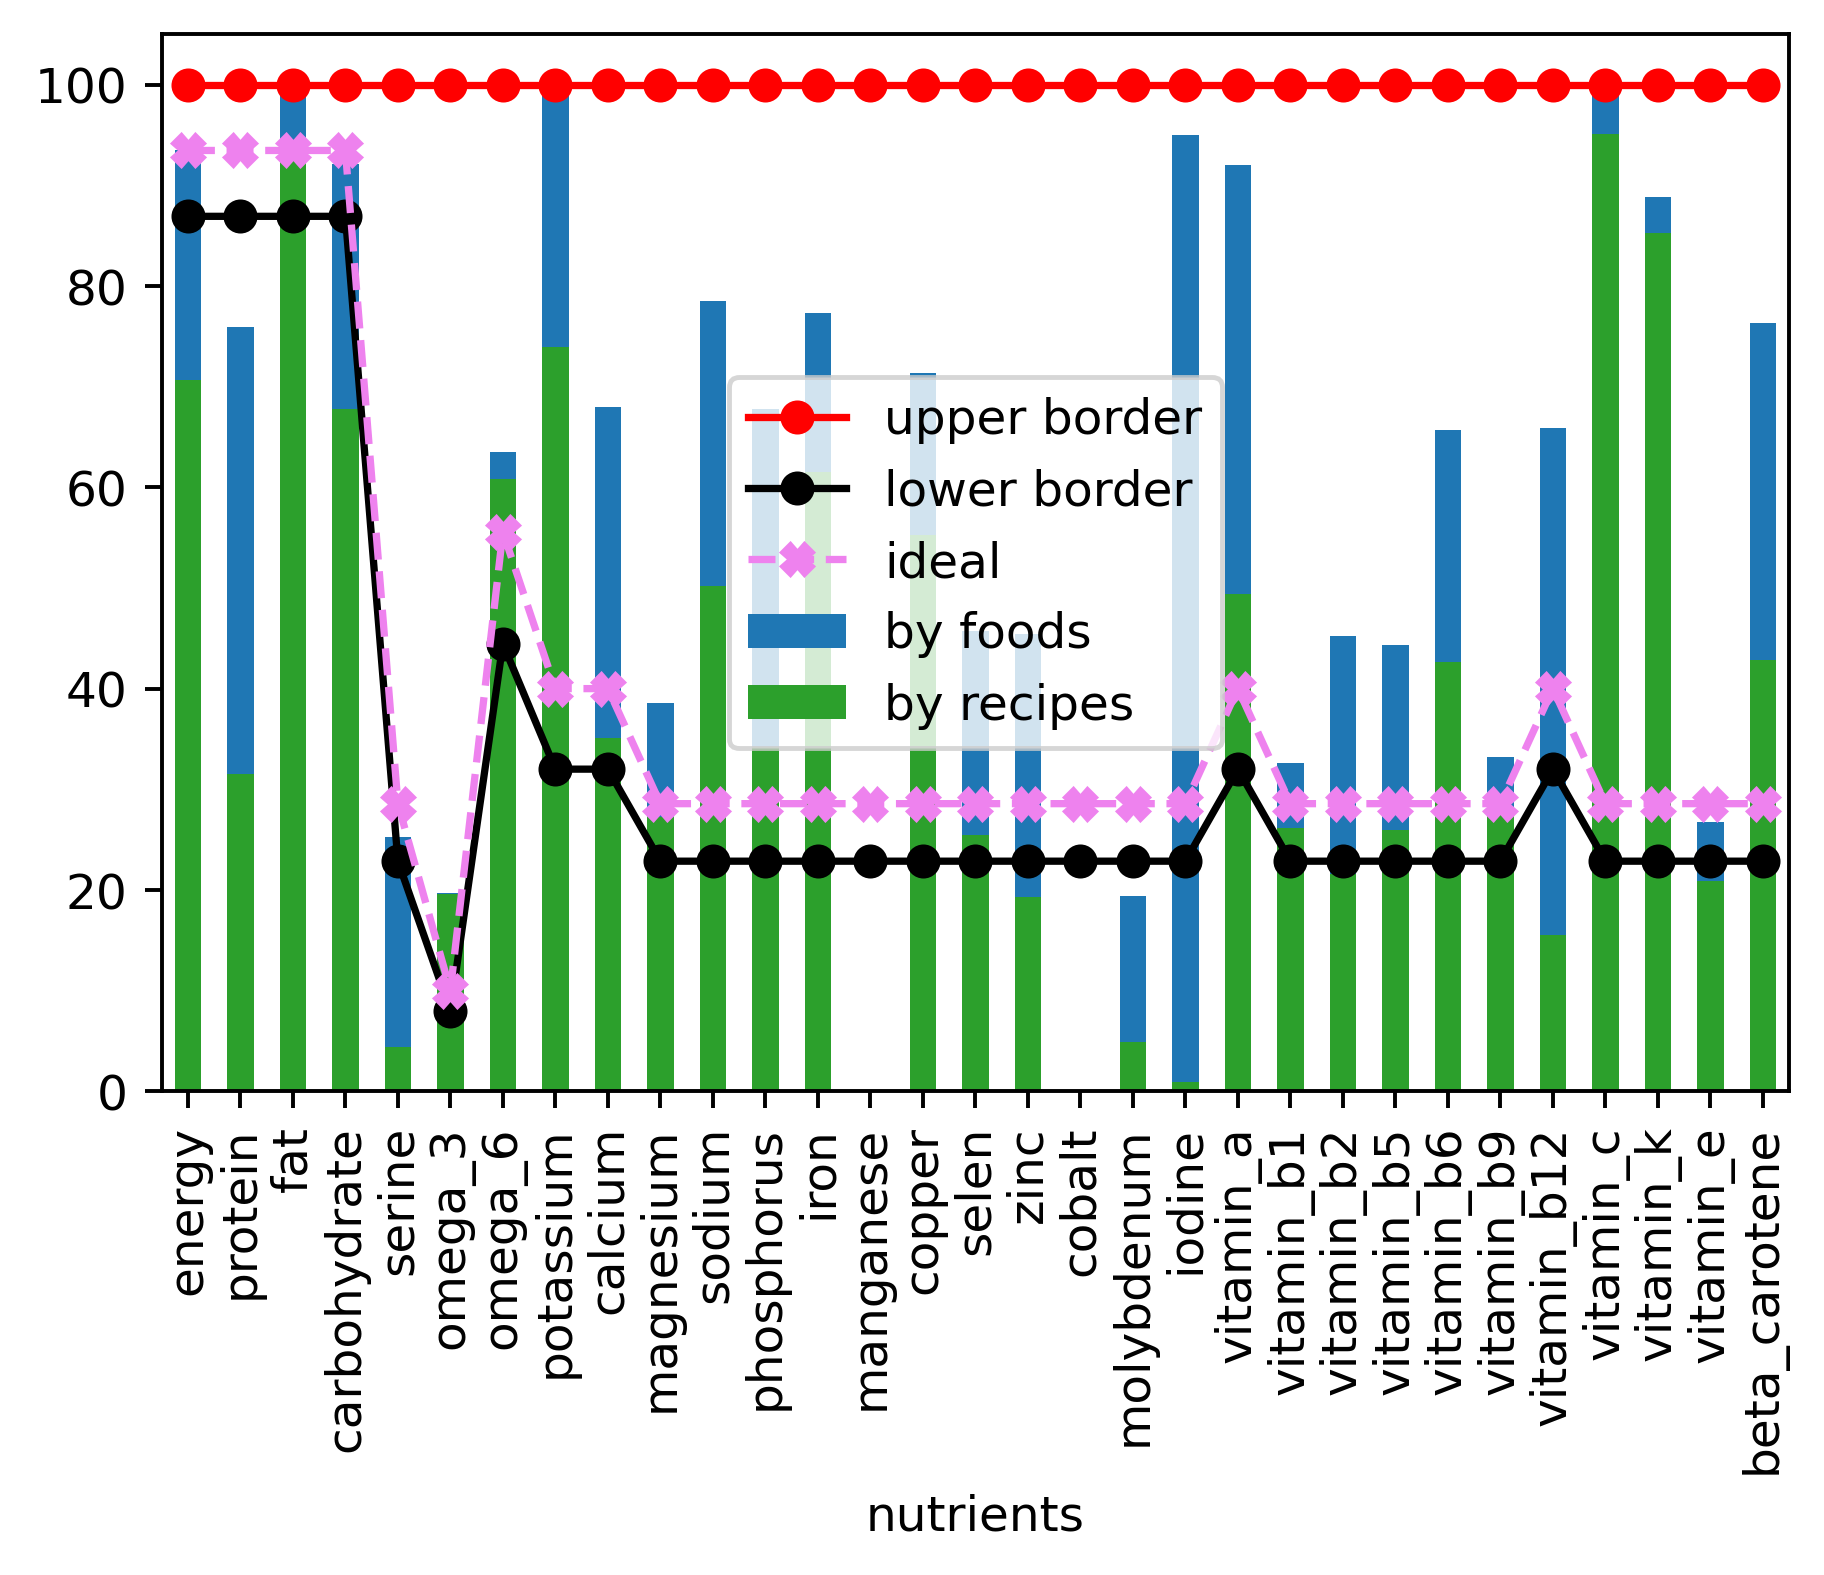 100
80
60
40
20
0
upper border
lower border
ideal
by foods
by recipes
energy
protein
fat
carbohydrate
serine
omega_3
omega_6
potassium
calcium
magnesium
sodium
phosphorus
iron
manganese
copper
selen
zinc
cobalt
molybdenum
iodine
vitamin_a
vitamin_b1
vitamin_b2
vitamin_b5
vitamin_b6
vitamin_b9
vitamin_b12
vitamin_c
vitamin_k
vitamin_e
beta_carotene
nutrients